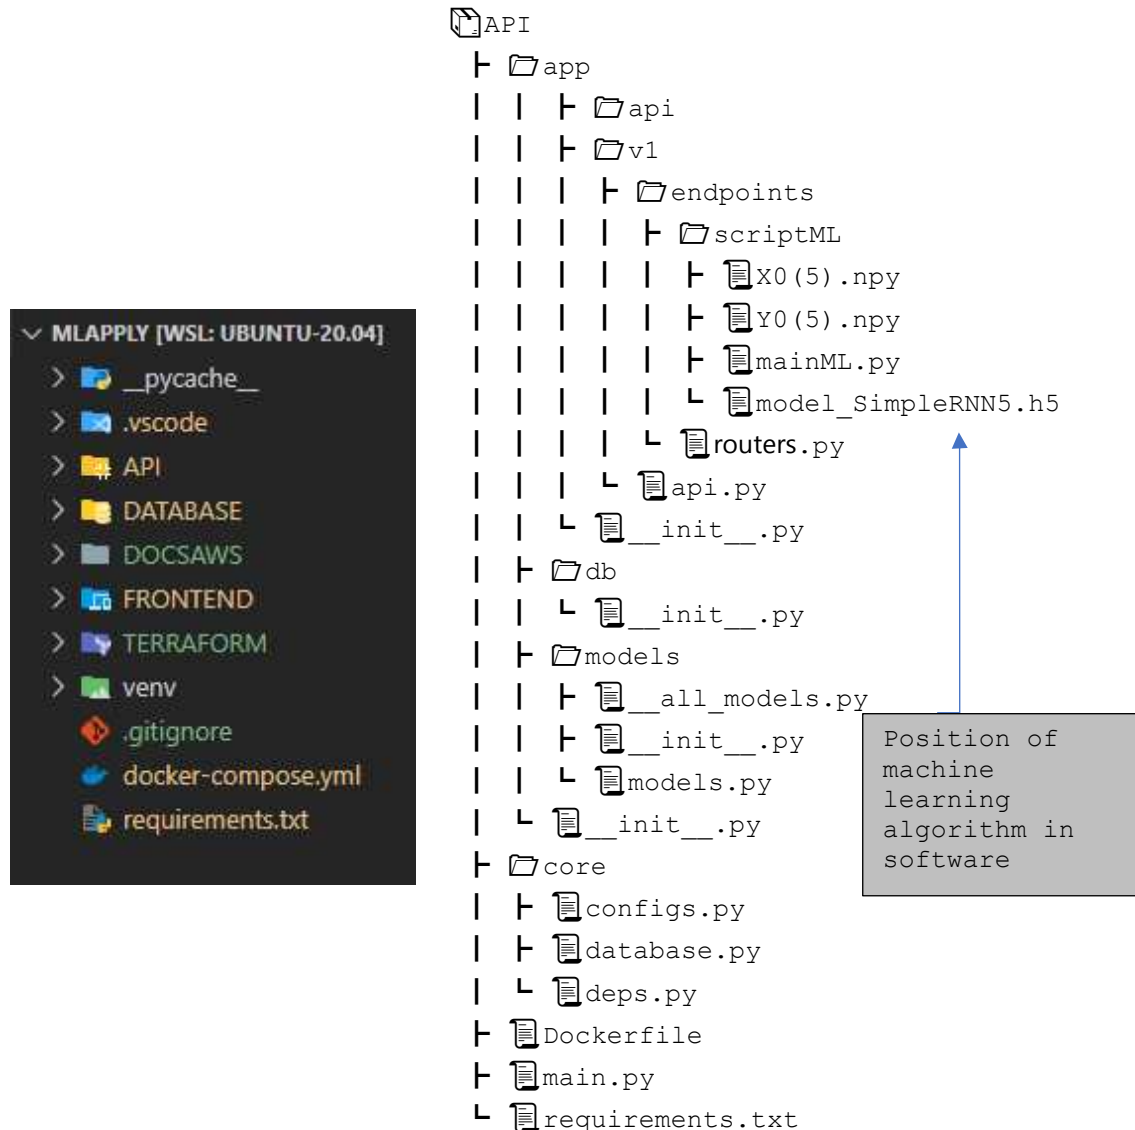 MLAPPLY [WSL: UBUNTU-20.04]
__pycache__
.vscode
API
DATABASE
DOCSAWS
FRONTEND
TERRAFORM
venv
.gitignore
docker-compose.yml
requirements.txt
API
app
api
v1
endpoints
scriptML
X0(5).npy
Y0(5).npy
mainML.py
model_SimpleRNN5.h5
routers.py
api.py
__init__.py
db
__init__.py
models
__all_models.py
__init__.py
models.py
__init__.py
core
configs.py
database.py
deps.py
Dockerfile
main.py
requirements.txt
Position of
machine
learning
algorithm in
software